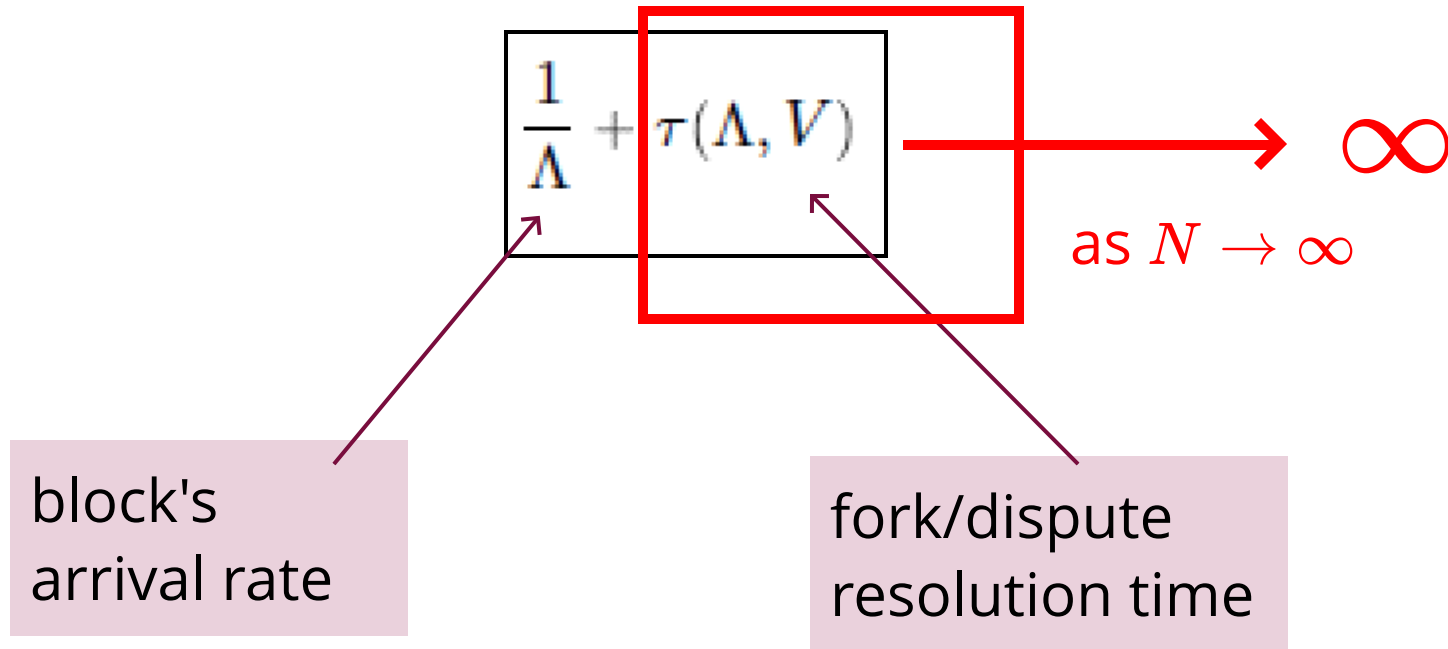 1/Λ + τ(Λ, V)
∞
as N → ∞
block's
arrival rate
fork/dispute
resolution time